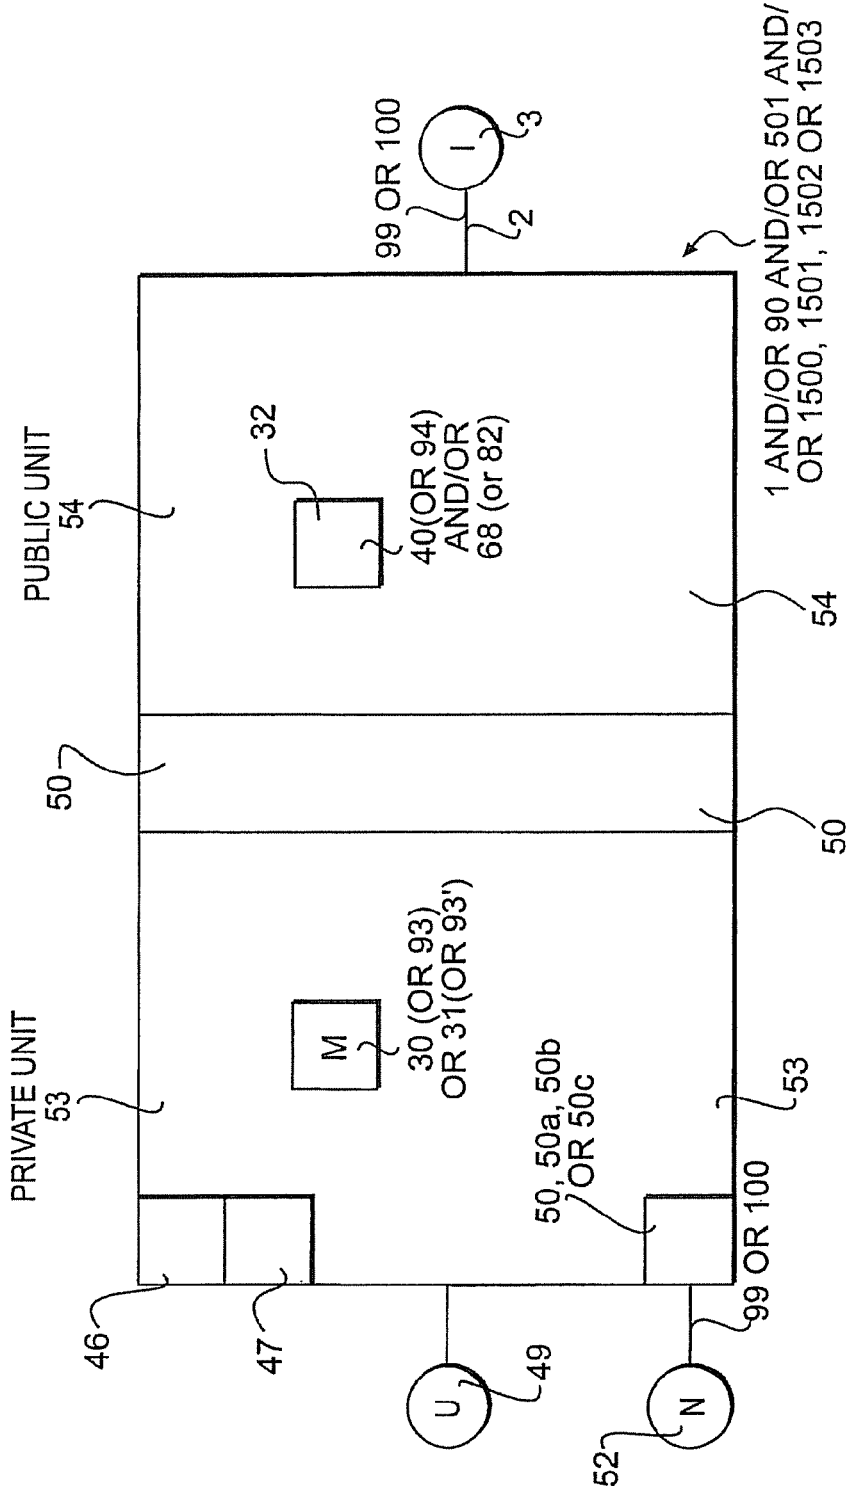 PRIVATE UNIT
53
PUBLIC UNIT
54
46
47
50
M
30 (OR 93)
OR 31(OR 93')
32
40(OR 94)
AND/OR
68 (or 82)
99 OR 100
2
I
3
U
49
50, 50a, 50b
OR 50c
N
52
99 OR 100
53
50
54
1 AND/OR 90 AND/OR 501 AND/
OR 1500, 1501, 1502 OR 1503